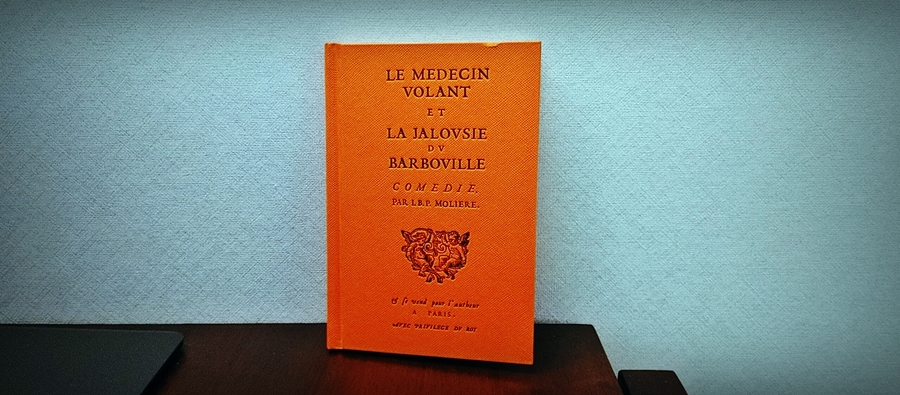 LE MEDECIN
VOLANT
ET
LA JALOVSIE
DV
BARBOVILLE
COMEDIE.
PAR I.B.P. MOLIERE.
& se vend pour l'autheur
A PARIS.
AVEC PRIVILEGE DV ROI